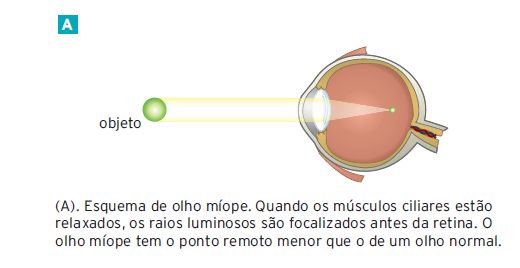 A
objeto
(A). Esquema de olho míope. Quando os músculos ciliares estão
relaxados, os raios luminosos são focalizados antes da retina. O
olho míope tem o ponto remoto menor que o de um olho normal.